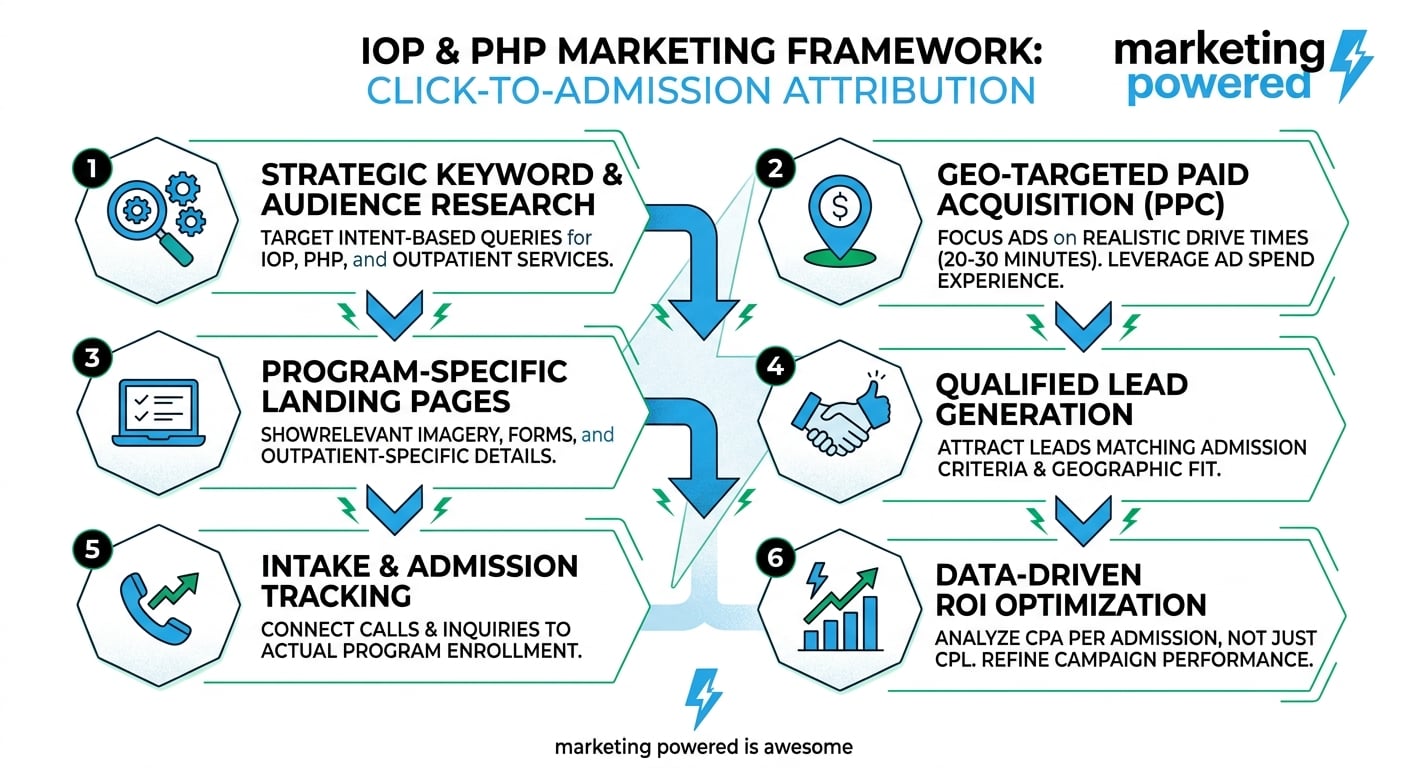 IOP & PHP MARKETING FRAMEWORK:
CLICK-TO-ADMISSION ATTRIBUTION
marketing
powered
1
STRATEGIC KEYWORD &
AUDIENCE RESEARCH
TARGET INTENT-BASED QUERIES for
IOP, PHP, and OUTPATIENT SERVICES.
2
$
GEO-TARGETED PAID
ACQUISITION (PPC)
FOCUS ADS on REALISTIC DRIVE TIMES
(20-30 MINUTES). LEVERAGE AD SPEND
EXPERIENCE.
3
PROGRAM-SPECIFIC
LANDING PAGES
SHOWRELEVANT IMAGERY, FORMS, and
OUTPATIENT-SPECIFIC DETAILS.
4
QUALIFIED LEAD
GENERATION
ATTRACT LEADS MATCHING ADMISSION
CRITERIA & GEOGRAPHIC FIT.
5
INTAKE & ADMISSION
TRACKING
CONNECT CALLS & INQUIRIES TO
ACTUAL PROGRAM ENROLLMENT.
6
DATA-DRIVEN
ROI OPTIMIZATION
ANALYZE CPA PER ADMISSION, NOT JUST
CPL. REFINE CAMPAIGN PERFORMANCE.
marketing powered is awesome